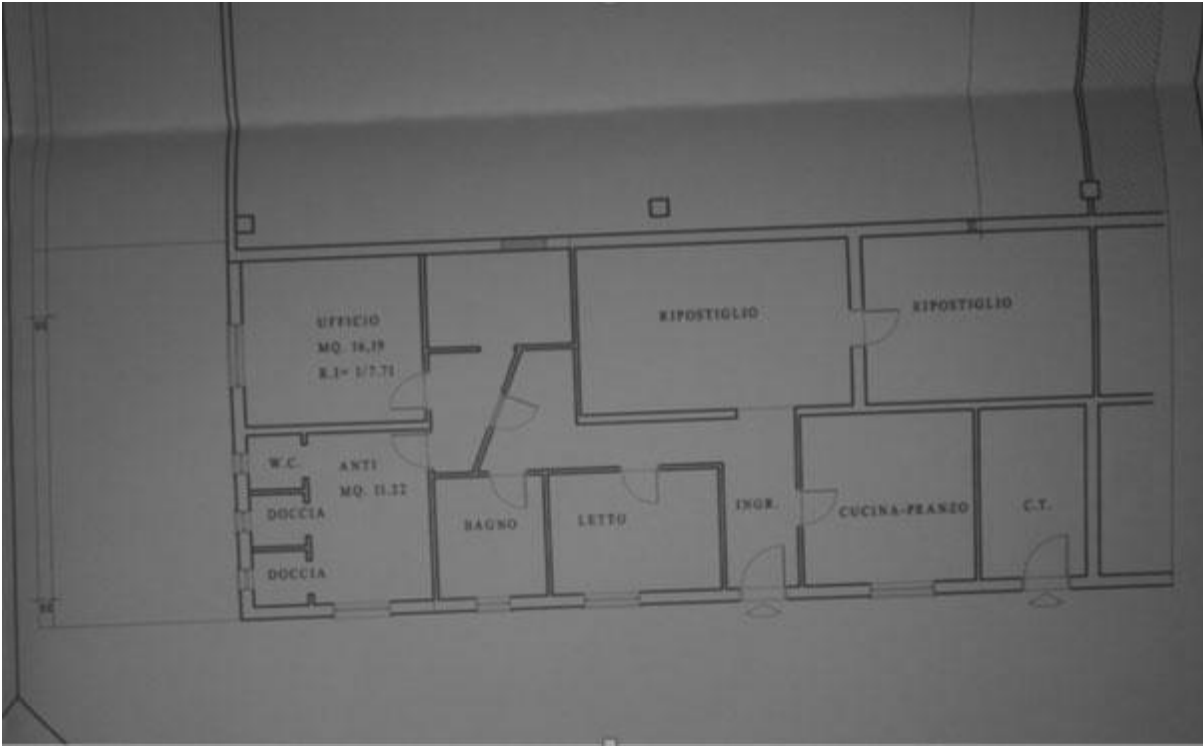 UFFICIO
MQ. 16,19
R.I= 1/7.71
RIPOSTIGLIO
RIPOSTIGLIO
W.C.
ANTI
MQ. 11.22
DOCCIA
DOCCIA
BAGNO
LETTO
INGR.
CUCINA-PRANZO
C.T.